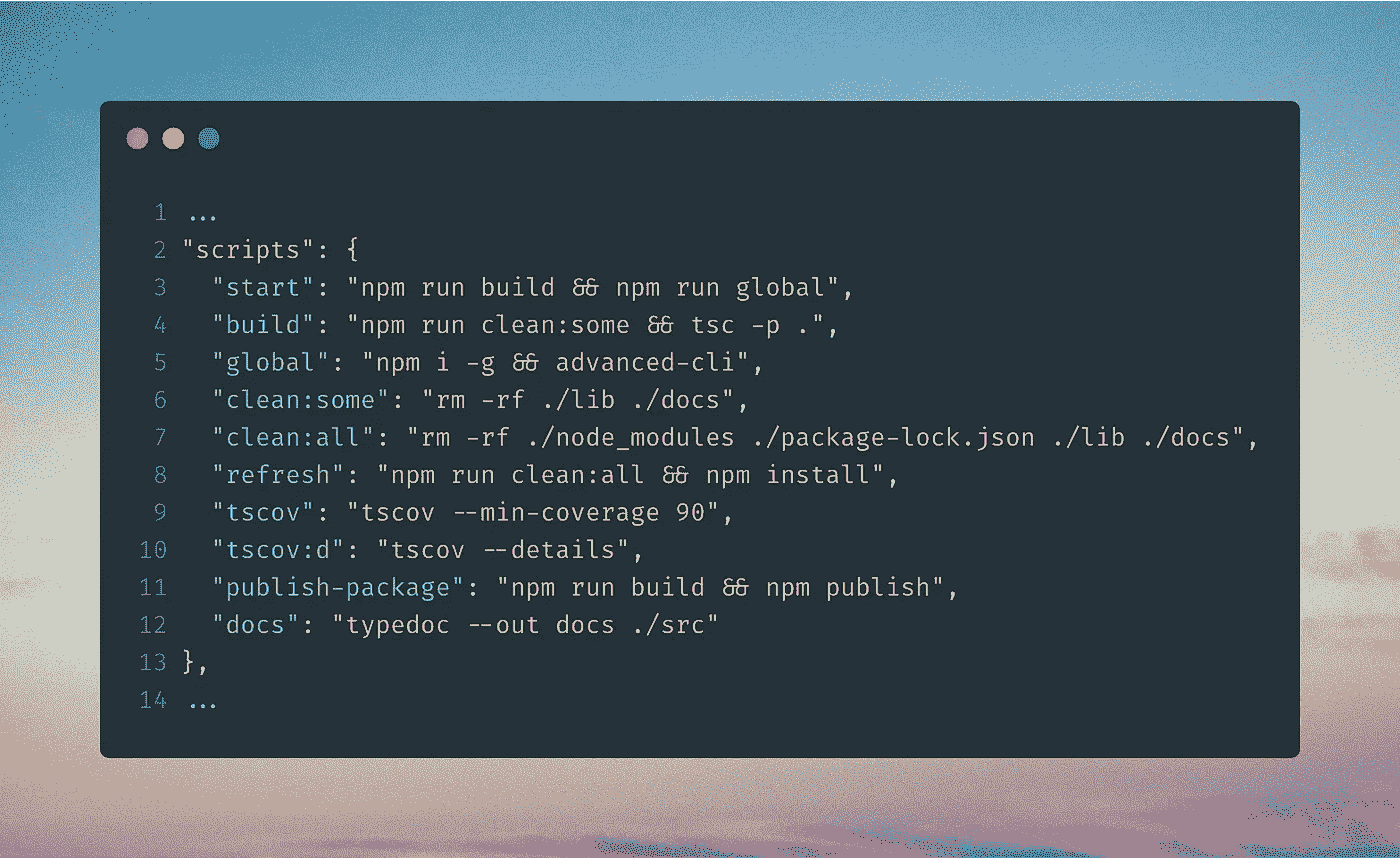 1 ...
2 "scripts": {
3 "start": "npm run build && npm run global",
4 "build": "npm run clean:some && tsc -p .",
5 "global": "npm i -g && advanced-cli",
6 "clean:some": "rm -rf ./lib ./docs",
7 "clean:all": "rm -rf ./node_modules ./package-lock.json ./lib ./docs",
8 "refresh": "npm run clean:all && npm install",
9 "tscov": "tscov --min-coverage 90",
10 "tscov:d": "tscov --details",
11 "publish-package": "npm run build && npm publish",
12 "docs": "typedoc --out docs ./src"
13 },
14 ...